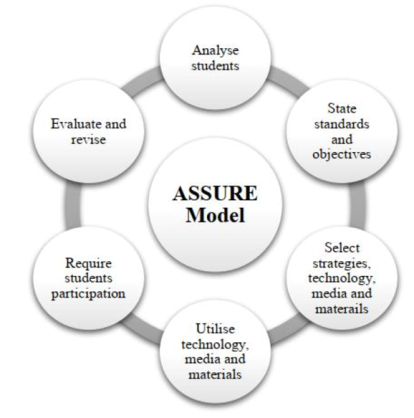 Analyse
students
State
standards
and
objectives
Select
strategies,
technology,
media and
materails
Utilise
technology,
media and
materials
Require
students
participation
Evaluate and
revise
ASSURE
Model